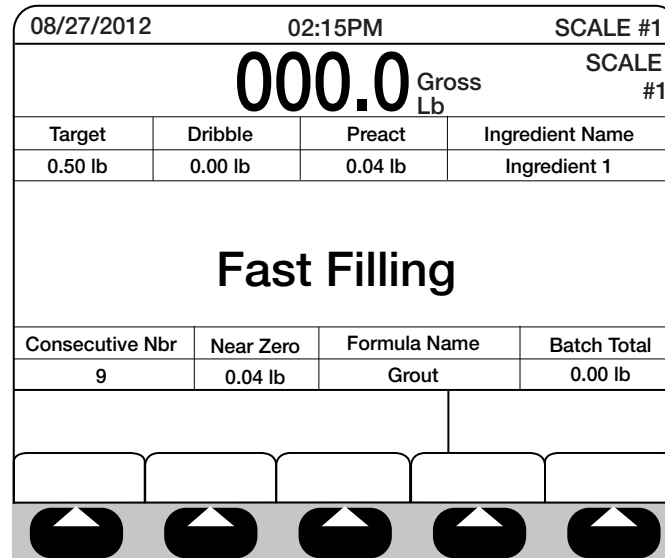 08/27/2012 02:15PM SCALE #1
000.0 Gross Lb SCALE #1
Target Dribble Preact Ingredient Name
0.50 lb 0.00 lb 0.04 lb Ingredient 1
Fast Filling
Consecutive Nbr Near Zero Formula Name Batch Total
9 0.04 lb Grout 0.00 lb